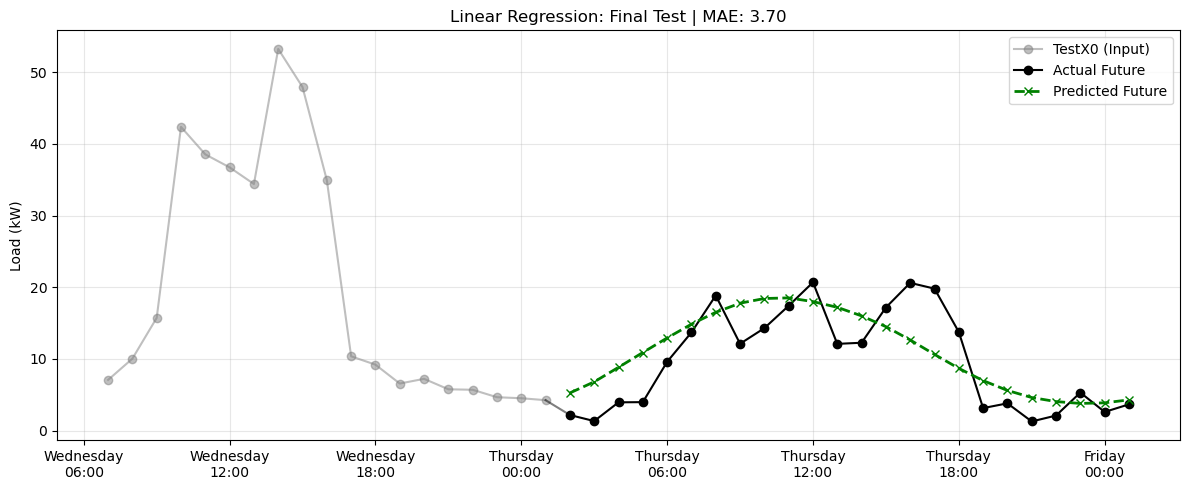 Linear Regression: Final Test | MAE: 3.70
TestX0 (Input)
Actual Future
Predicted Future
Load (kW)
50
40
30
20
10
0
Wednesday
06:00
Wednesday
12:00
Wednesday
18:00
Thursday
00:00
Thursday
06:00
Thursday
12:00
Thursday
18:00
Friday
00:00